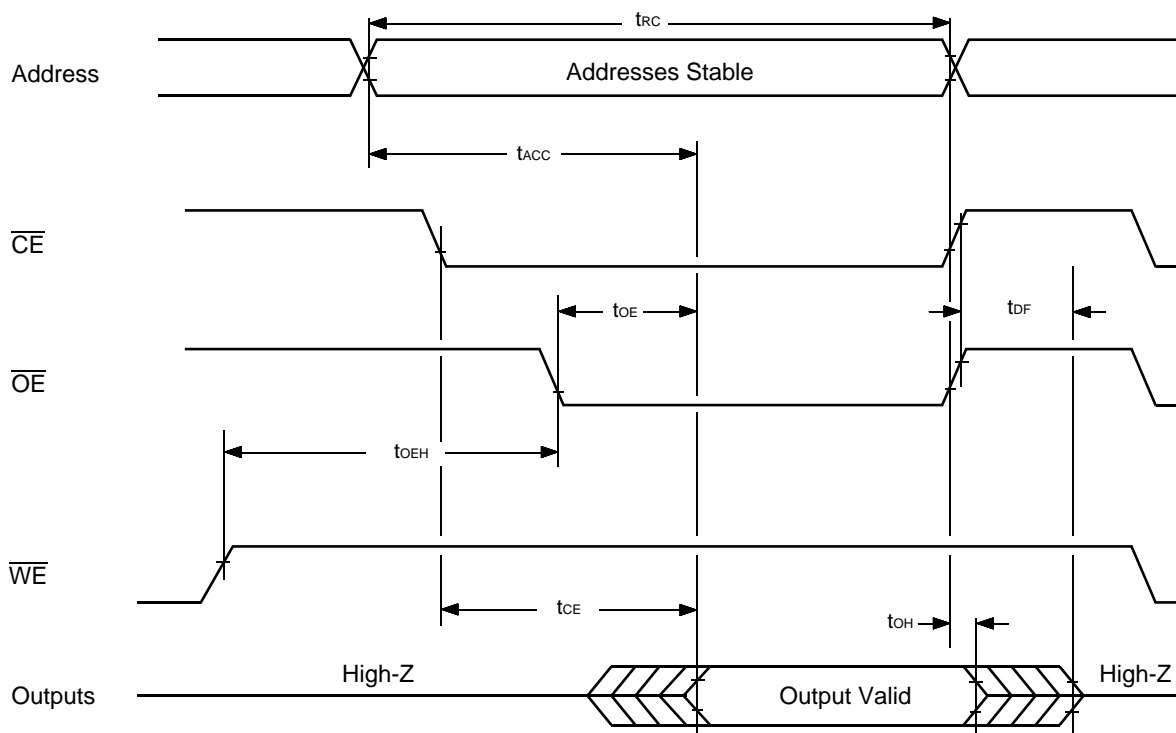 tRC
Address
Addresses Stable
tACC
CE
tOE
tDF
OE
tOEH
WE
tCE
tOH
High-Z
High-Z
Outputs
Output Valid